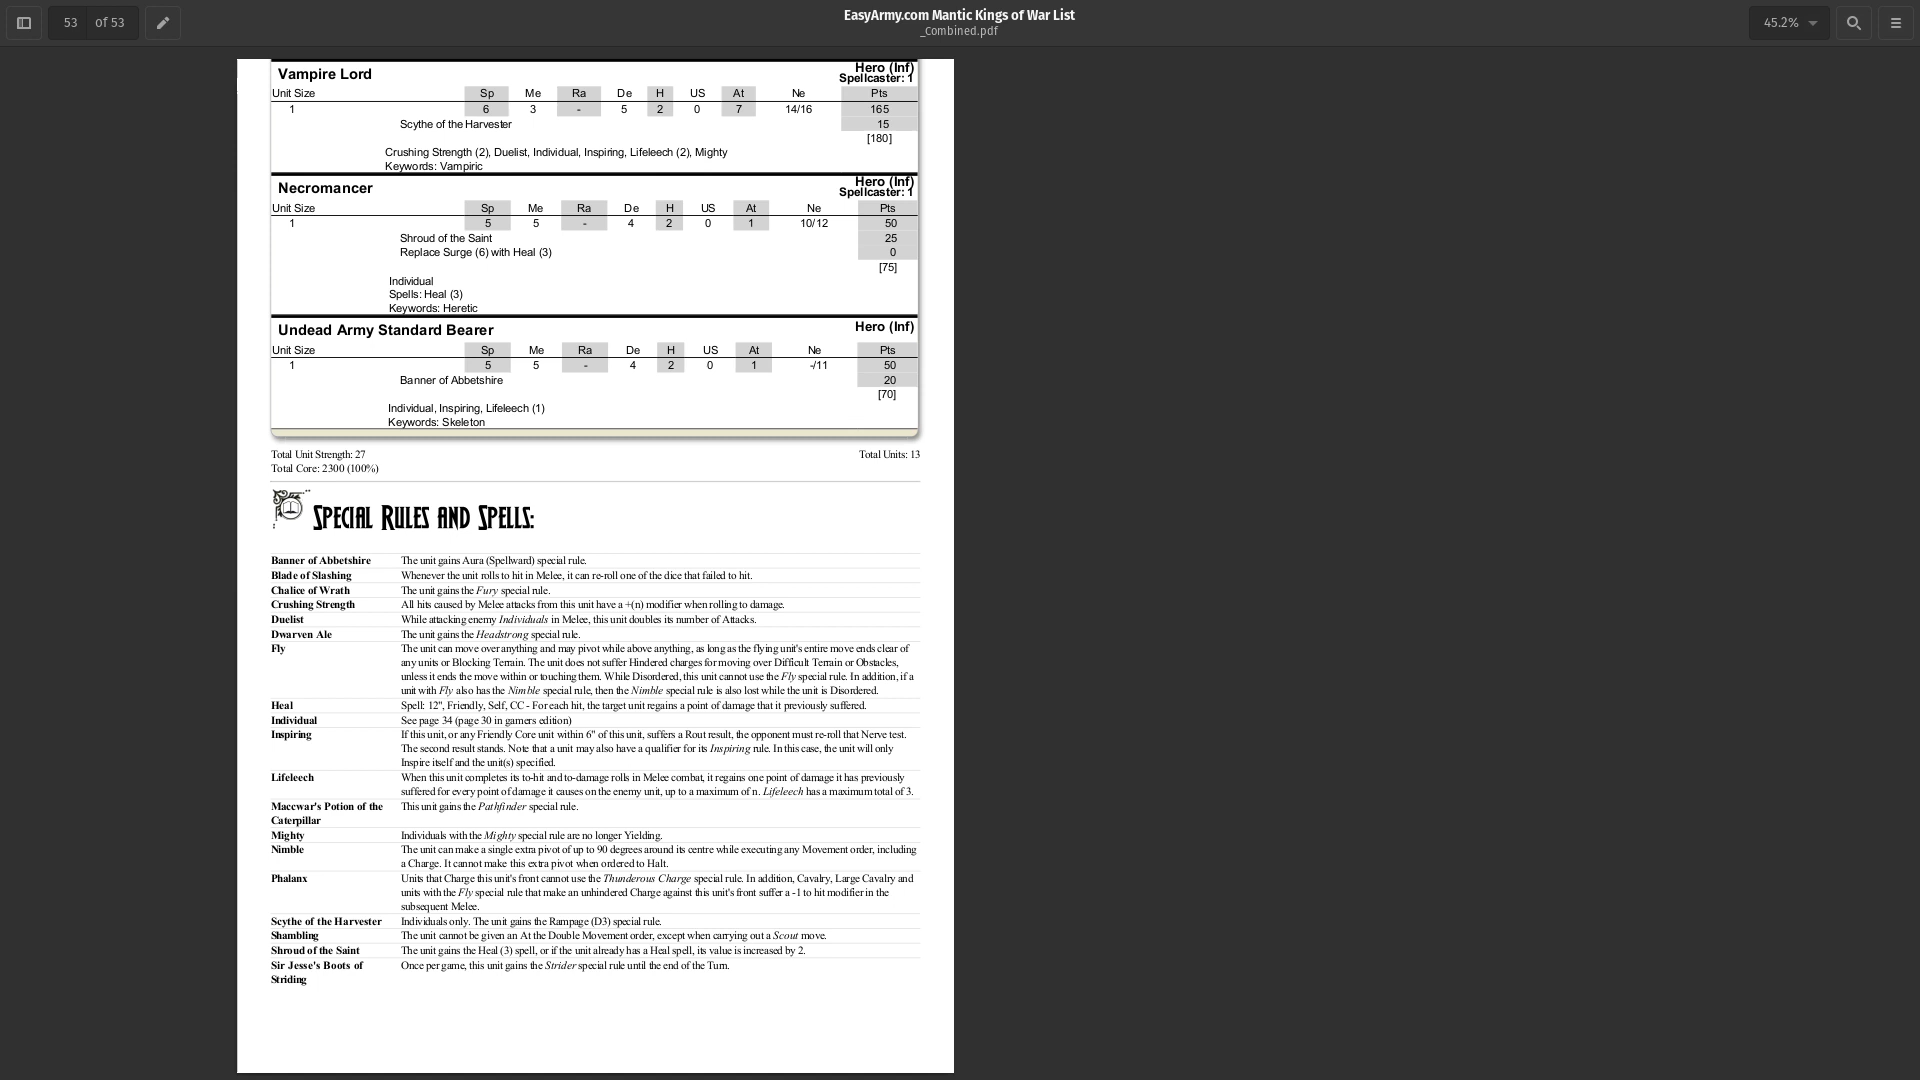 53 of 53
EasyArmy.com Mantic Kings of War List
_Combined.pdf
45.2%
Vampire Lord Hero (Inf)
Spellcaster: 1
Unit Size Sp Me Ra De H US At Ne Pts
1 6 3 - 5 2 0 7 14/16 165
Scythe of the Harvester 15
[180]
Crushing Strength (2), Duelist, Individual, Inspiring, Lifeleech (2), Mighty
Keywords: Vampiric
Necromancer Hero (Inf)
Spellcaster: 1
Unit Size Sp Me Ra De H US At Ne Pts
1 5 5 - 4 2 0 1 10/12 50
Shroud of the Saint 25
Replace Surge (6) with Heal (3) 0
[75]
Individual
Spells: Heal (3)
Keywords: Heretic
Undead Army Standard Bearer Hero (Inf)
Unit Size Sp Me Ra De H US At Ne Pts
1 5 5 - 4 2 0 1 -/11 50
Banner of Abbetshire 20
[70]
Individual, Inspiring, Lifeleech (1)
Keywords: Skeleton
Total Unit Strength: 27 Total Units: 13
Total Core: 2300 (100%)
Special Rules and Spells:
Banner of Abbetshire The unit gains Aura (Spellward) special rule.
Blade of Slashing Whenever the unit rolls to hit in Melee, it can re-roll one of the dice that failed to hit.
Chalice of Wrath The unit gains the Fury special rule.
Crushing Strength All hits caused by Melee attacks from this unit have a +(n) modifier when rolling to damage.
Duelist While attacking enemy Individuals in Melee, this unit doubles its number of Attacks.
Dwarven Ale The unit gains the Headstrong special rule.
Fly The unit can move over anything and may pivot while above anything, as long as the flying unit's entire move ends clear of
any units or Blocking Terrain. The unit does not suffer Hindered charges for moving over Difficult Terrain or Obstacles,
unless it ends the move within or touching them. While Disordered, this unit cannot use the Fly special rule. In addition, if a
unit with Fly also has the Nimble special rule, then the Nimble special rule is also lost while the unit is Disordered.
Heal Spell: 12", Friendly, Self, CC - For each hit, the target unit regains a point of damage that it previously suffered.
Individual See page 34 (page 30 in gamers edition)
Inspiring If this unit, or any Friendly Core unit within 6" of this unit, suffers a Rout result, the opponent must re-roll that Nerve test.
The second result stands. Note that a unit may also have a qualifier for its Inspiring rule. In this case, the unit will only
Inspire itself and the unit(s) specified.
Lifeleech When this unit completes its to-hit and to-damage rolls in Melee combat, it regains one point of damage it has previously
suffered for every point of damage it causes on the enemy unit, up to a maximum of n. Lifeleech has a maximum total of 3.
Maccwar's Potion of the This unit gains the Pathfinder special rule.
Caterpillar
Mighty Individuals with the Mighty special rule are no longer Yielding.
Nimble The unit can make a single extra pivot of up to 90 degrees around its centre while executing any Movement order, including
a Charge. It cannot make this extra pivot when ordered to Halt.
Phalanx Units that Charge this unit's front cannot use the Thunderous Charge special rule. In addition, Cavalry, Large Cavalry and
units with the Fly special rule that make an unhindered Charge against this unit's front suffer a -1 to hit modifier in the
subsequent Melee.
Scythe of the Harvester Individuals only. The unit gains the Rampage (D3) special rule.
Shambling The unit cannot be given an At the Double Movement order, except when carrying out a Scout move.
Shroud of the Saint The unit gains the Heal (3) spell, or if the unit already has a Heal spell, its value is increased by 2.
Sir Jesse's Boots of Once per game, this unit gains the Strider special rule until the end of the Turn.
Striding